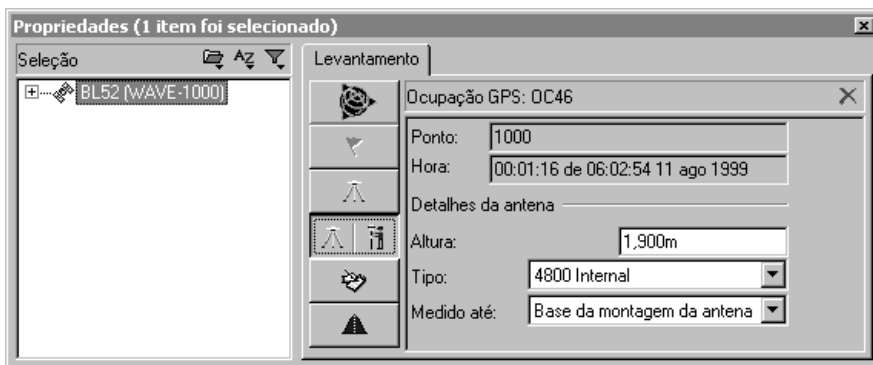 Propriedades (1 item foi selecionado)
Seleção
BL52 (WAVE-1000)
Levantamento
Ocupação GPS: OC46
Ponto: 1000
Hora: 00:01:16 de 06:02:54 11 ago 1999
Detalhes da antena
Altura: 1,900m
Tipo: 4800 Internal
Medido até: Base da montagem da antena